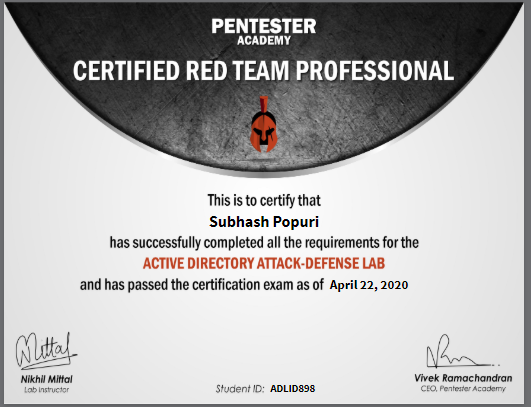 PENTESTER
ACADEMY
CERTIFIED RED TEAM PROFESSIONAL
This is to certify that
Subhash Popuri
has successfully completed all the requirements for the
ACTIVE DIRECTORY ATTACK-DEFENSE LAB
and has passed the certification exam as of April 22, 2020
Mittal
Nikhil Mittal
Lab Instructor
Student ID: ADLID898
Vivek Ramachandran
CEO, Pentester Academy